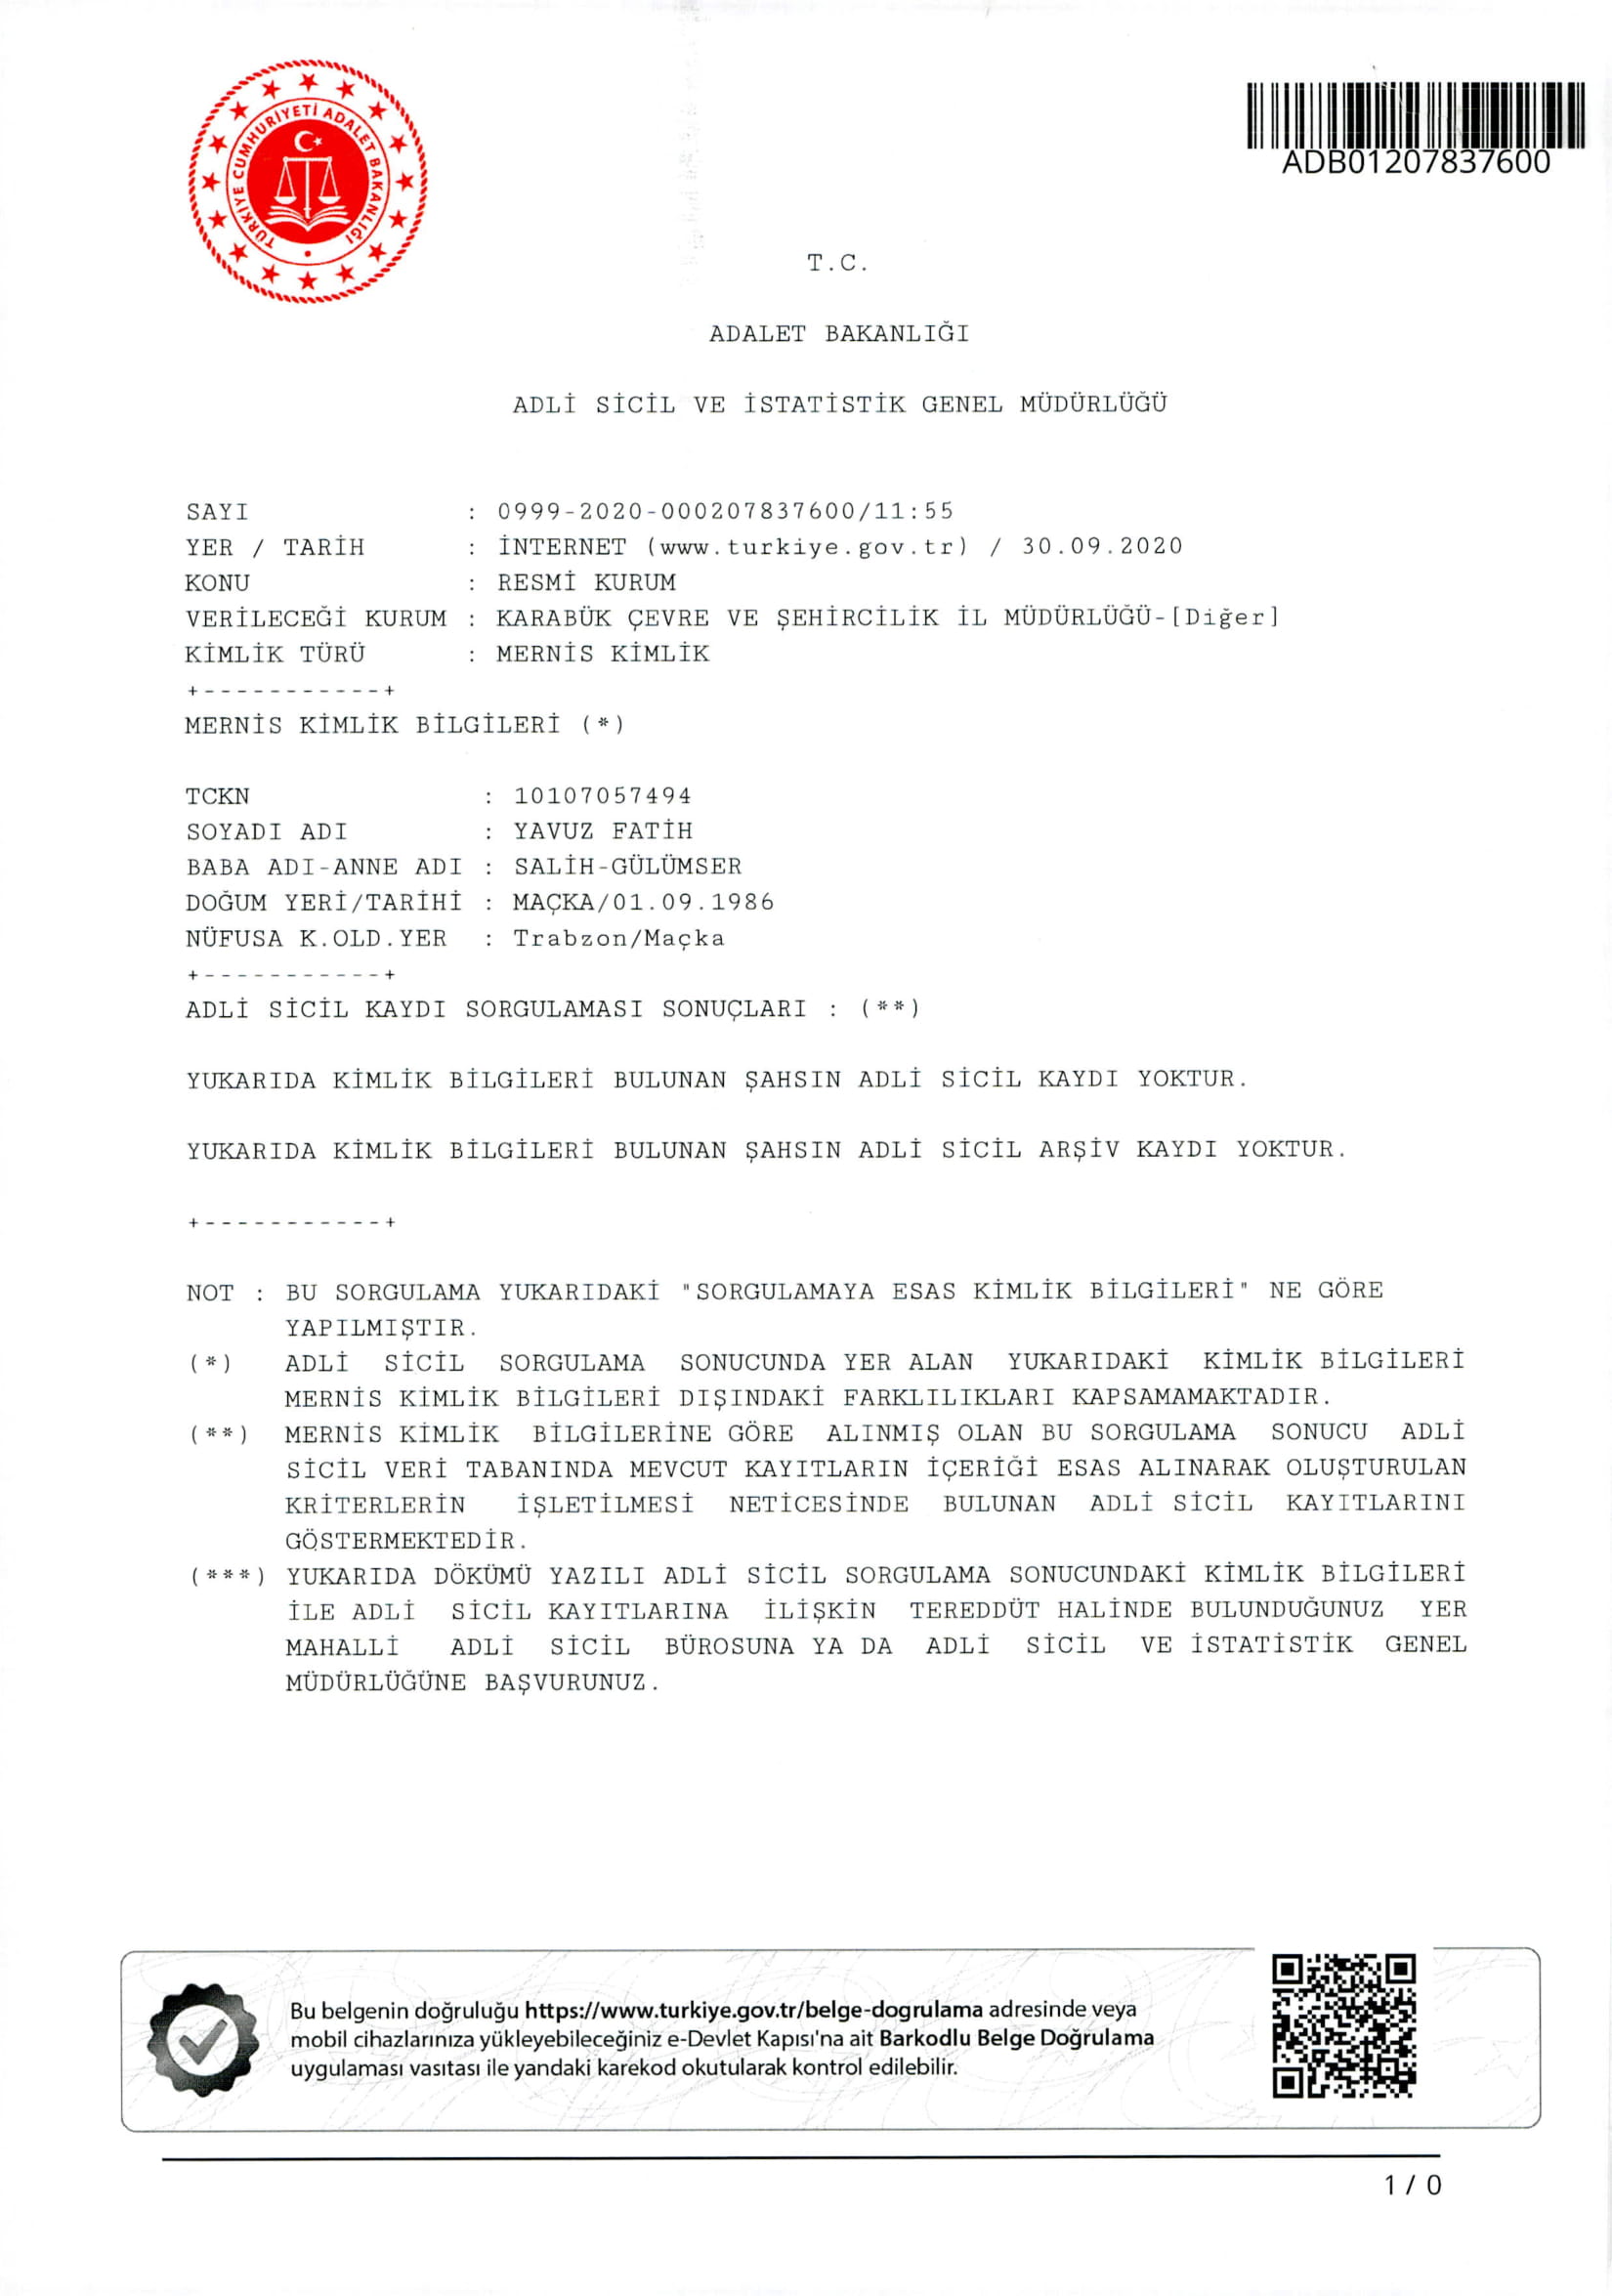 TÜRKİYE CUMHURİYETİ ADALET BAKANLIĞI
ADB01207837600
T.C.
ADALET BAKANLIĞI
ADLİ SİCİL VE İSTATİSTİK GENEL MÜDÜRLÜĞÜ
SAYI : 0999-2020-000207837600/11:55
YER / TARİH : İNTERNET (www.turkiye.gov.tr) / 30.09.2020
KONU : RESMİ KURUM
VERİLECEĞİ KURUM : KARABÜK ÇEVRE VE ŞEHİRCİLİK İL MÜDÜRLÜĞÜ-[Diğer]
KİMLİK TÜRÜ : MERNİS KİMLİK
+-----------+
MERNİS KİMLİK BİLGİLERİ (*)
TCKN : 10107057494
SOYADI ADI : YAVUZ FATİH
BABA ADI-ANNE ADI : SALİH-GÜLÜMSER
DOĞUM YERİ/TARİHİ : MAÇKA/01.09.1986
NÜFUSA K.OLD.YER : Trabzon/Maçka
+-----------+
ADLİ SİCİL KAYDI SORGULAMASI SONUÇLARI : (**)
YUKARIDA KİMLİK BİLGİLERİ BULUNAN ŞAHSIN ADLİ SİCİL KAYDI YOKTUR.
YUKARIDA KİMLİK BİLGİLERİ BULUNAN ŞAHSIN ADLİ SİCİL ARŞİV KAYDI YOKTUR.
+-----------+
NOT : BU SORGULAMA YUKARIDAKİ "SORGULAMAYA ESAS KİMLİK BİLGİLERİ" NE GÖRE
YAPILMIŞTIR.
(*) ADLİ SİCİL SORGULAMA SONUCUNDA YER ALAN YUKARIDAKİ KİMLİK BİLGİLERİ
MERNİS KİMLİK BİLGİLERİ DIŞINDAKİ FARKLILIKLARI KAPSAMAMAKTADIR.
(**) MERNİS KİMLİK BİLGİLERİNE GÖRE ALINMIŞ OLAN BU SORGULAMA SONUCU ADLİ
SİCİL VERİ TABANINDA MEVCUT KAYITLARIN İÇERİĞİ ESAS ALINARAK OLUŞTURULAN
KRİTERLERİN İŞLETİLMESİ NETİCESİNDE BULUNAN ADLİ SİCİL KAYITLARINI
GÖSTERMEKTEDİR.
(***) YUKARIDA DÖKÜMÜ YAZILI ADLİ SİCİL SORGULAMA SONUCUNDAKİ KİMLİK BİLGİLERİ
İLE ADLİ SİCİL KAYITLARINA İLİŞKİN TEREDDÜT HALİNDE BULUNDUĞUNUZ YER
MAHALLİ ADLİ SİCİL BÜROSUNA YA DA ADLİ SİCİL VE İSTATİSTİK GENEL
MÜDÜRLÜĞÜNE BAŞVURUNUZ.
Bu belgenin doğruluğu https://www.turkiye.gov.tr/belge-dogrulama adresinde veya
mobil cihazlarınıza yükleyebileceğiniz e-Devlet Kapısı'na ait Barkodlu Belge Doğrulama
uygulaması vasıtası ile yandaki karekod okutularak kontrol edilebilir.
1 / 0